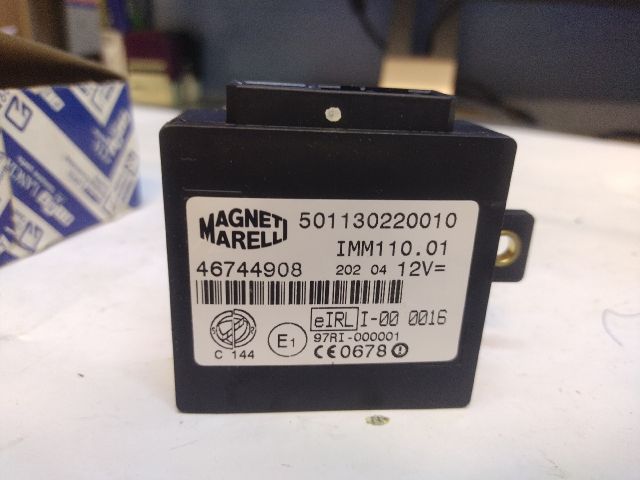 MAGNETI
MARELLI
501130220010
IMM110.01
46744908
202 04 12V=
eIRL I-00 0016
97RI-000001
E1
C 144
CE0678